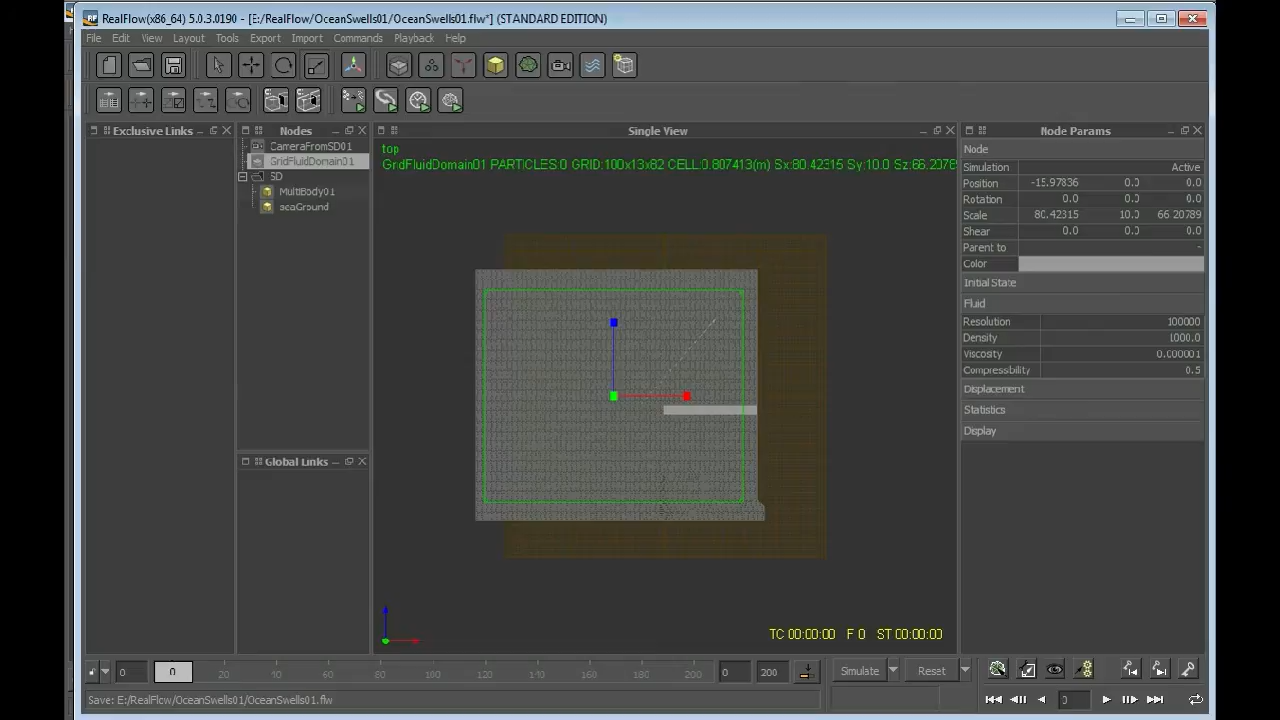 RealFlow(x86_64) 5.0.3.0190 - [E:/RealFlow/OceanSwells01/OceanSwells01.flw*] (STANDARD EDITION)
File Edit View Layout Tools Export Import Commands Playback Help
Exclusive Links
Nodes
Single View
Node Params
CameraFromSD01
GridFluidDomain01
SD
MultiBody01
seaGround
Global Links
top
GridFluidDomain01 PARTICLES:0 GRID:100x13x82 CELL:0.807413(m) Sx:80.42315 Sy:10.0 Sz:66.2078
TC 00:00:00 F 0 ST 00:00:00
Node
Simulation Active
Position -15.97836 0.0 0.0
Rotation 0.0 0.0 0.0
Scale 80.42315 10.0 66.20789
Shear 0.0 0.0 0.0
Parent to -
Color
Initial State
Fluid
Resolution 100000
Density 1000.0
Viscosity 0.000001
Compressibility 0.5
Displacement
Statistics
Display
0 0 20 40 60 80 100 120 140 160 180 200 0 200 Simulate Reset
Save: E:/RealFlow/OceanSwells01/OceanSwells01.flw
0